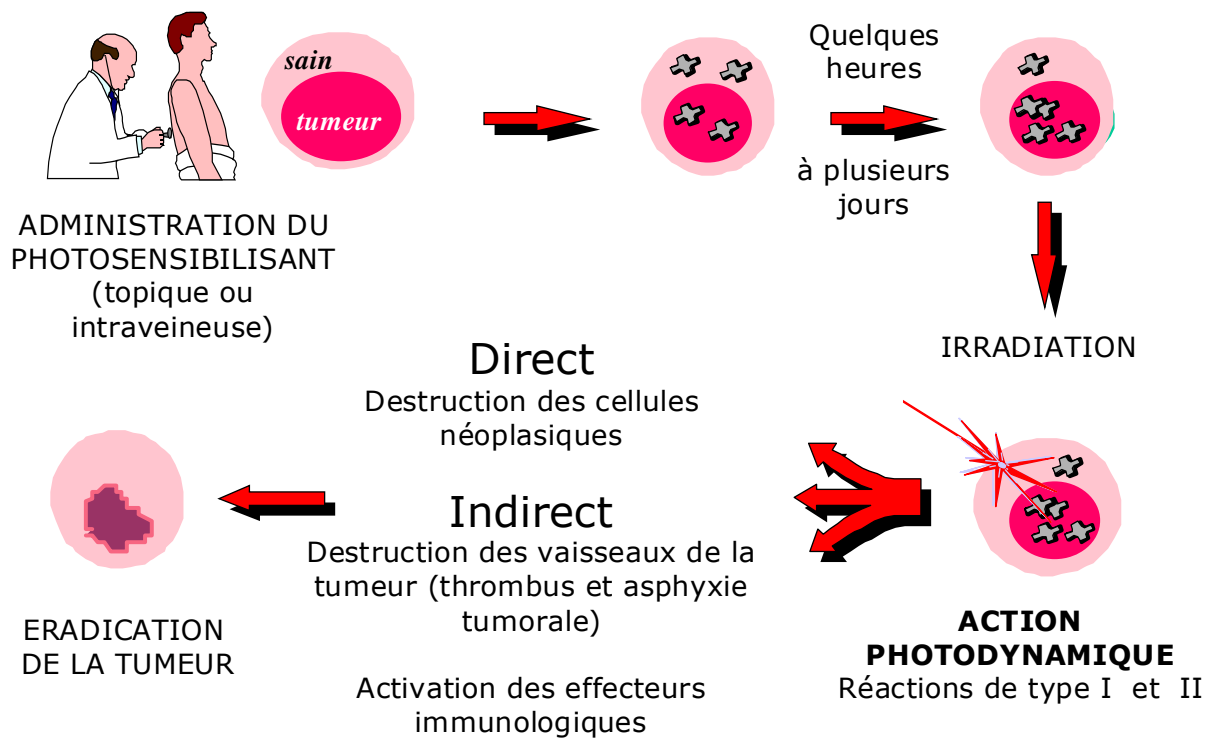 sain
tumeur
ADMINISTRATION DU
PHOTOSENSIBILISANT
(topique ou
intraveineuse)
Quelques
heures
à plusieurs
jours
IRRADIATION
ACTION
PHOTODYNAMIQUE
Réactions de type I et II
Direct
Destruction des cellules
néoplasiques
Indirect
Destruction des vaisseaux de la
tumeur (thrombus et asphyxie
tumorale)
Activation des effecteurs
immunologiques
ERADICATION
DE LA TUMEUR